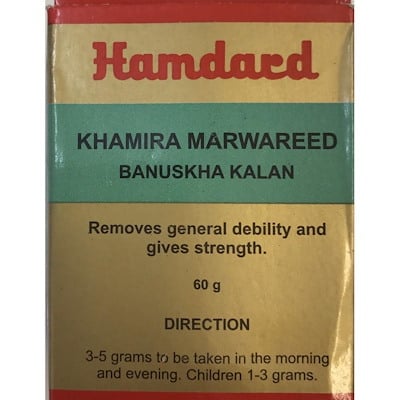 Hamdard
KHAMIRA MARWAREED
BANUSKHA KALAN
Removes general debility and
gives strength.
60 g
DIRECTION
3-5 grams to be taken in the morning
and evening. Children 1-3 grams.